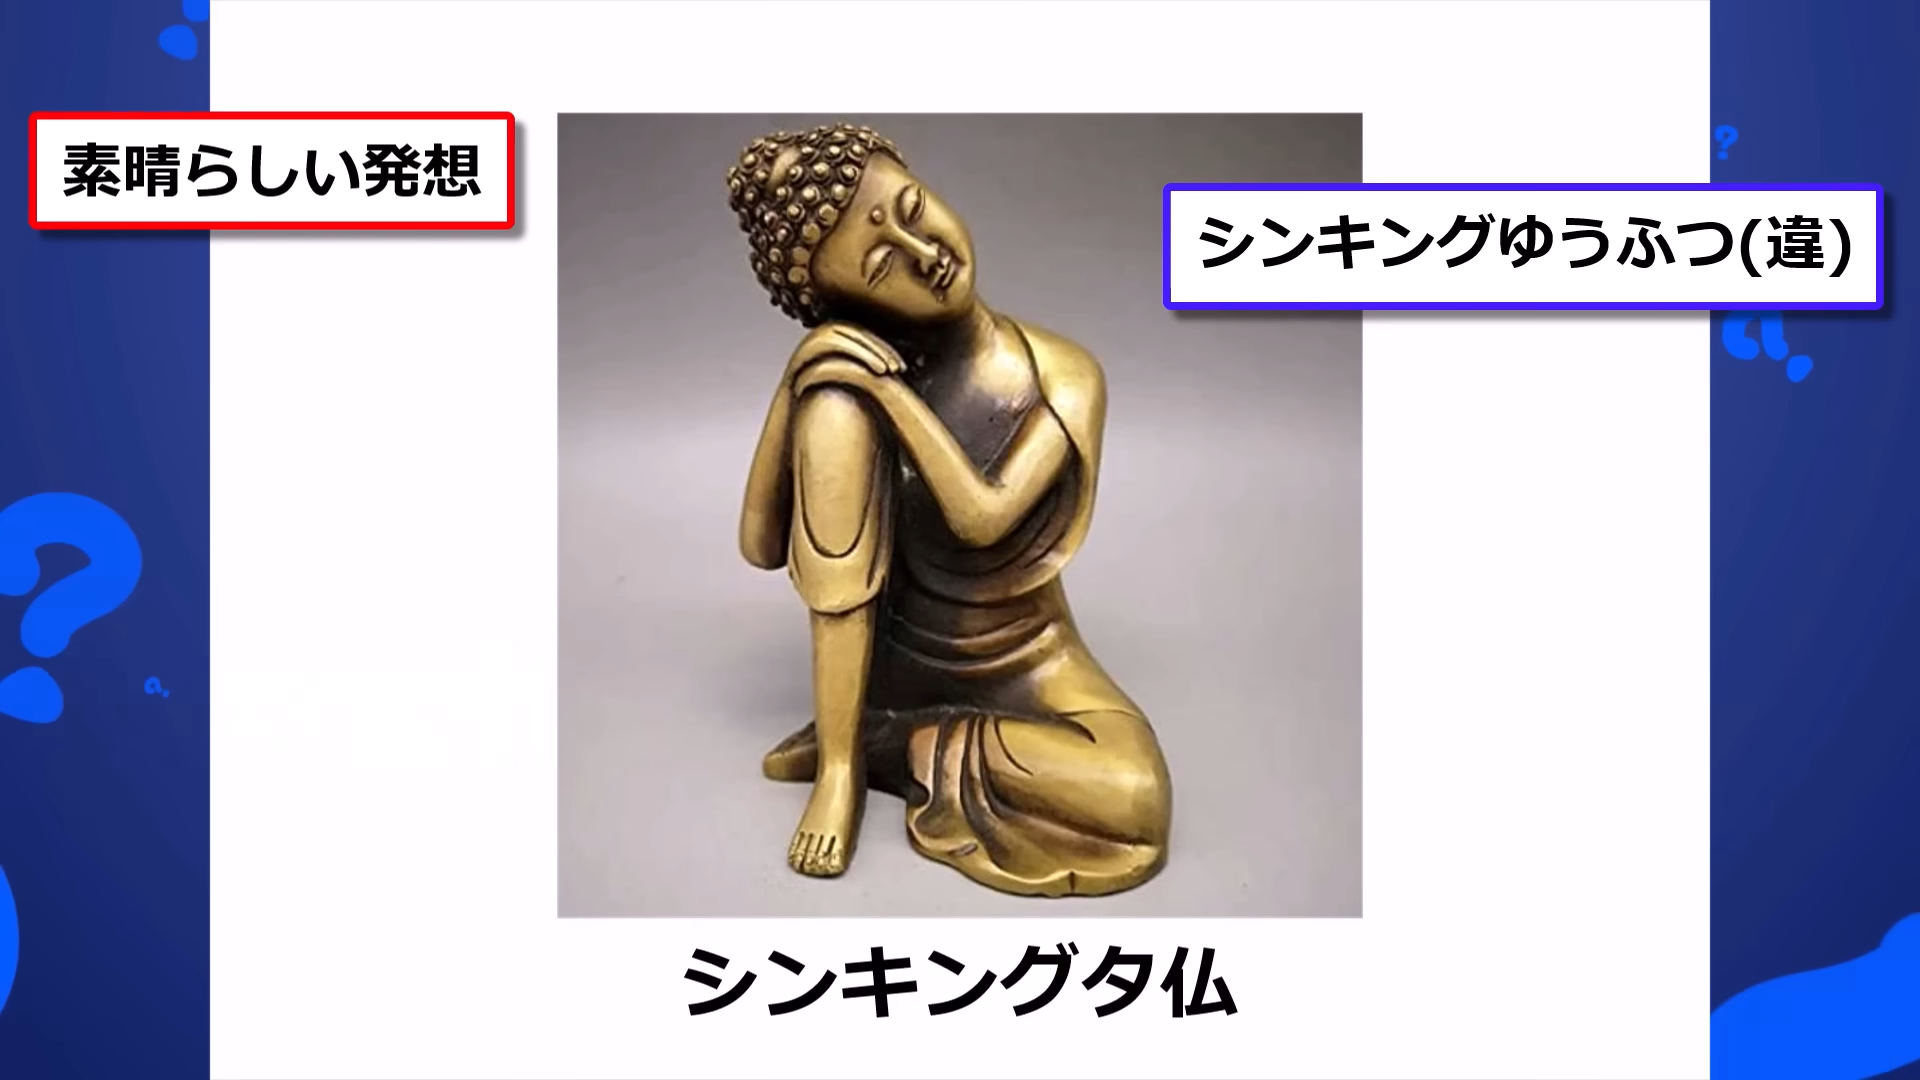 素晴らしい発想
シンキングゆうふつ(違)
シンキングタ仏
?
a,
?
a,